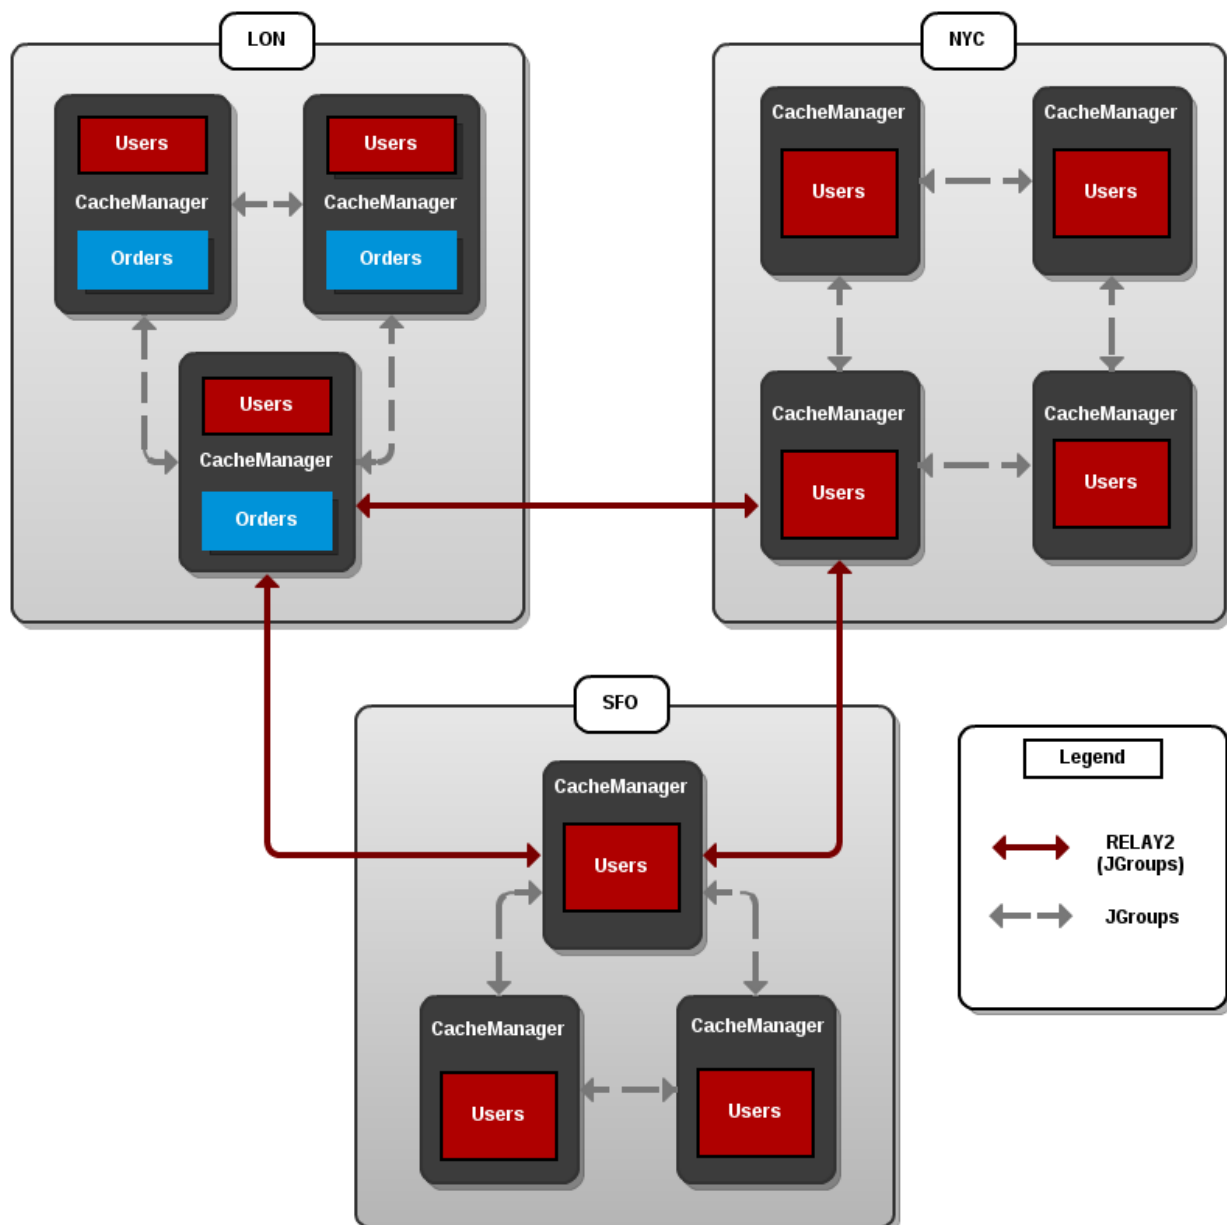 LON
Users
CacheManager
Orders
Users
CacheManager
Orders
Users
CacheManager
Orders
NYC
CacheManager
Users
CacheManager
Users
CacheManager
Users
CacheManager
Users
SFO
CacheManager
Users
CacheManager
Users
CacheManager
Users
Legend
RELAY2
(JGroups)
JGroups